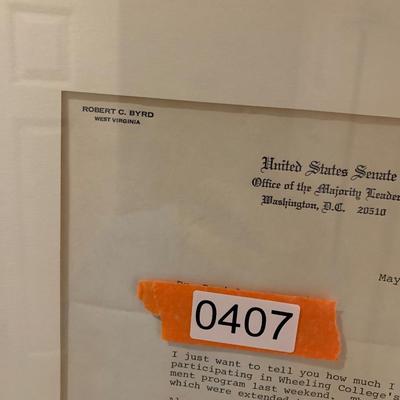 ROBERT C. BYRD
WEST VIRGINIA
United States Senate
Office of the Majority Leader
Washington, D.C. 20510
May
0407
I just want to tell you how much I
participating in Wheeling College's
ment program last weekend.
which were extended